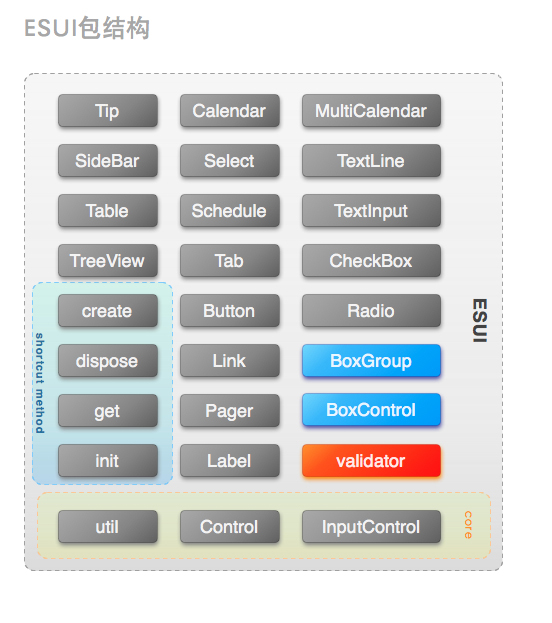 ESUI包结构
Tip Calendar MultiCalendar
SideBar Select TextLine
Table Schedule TextInput
TreeView Tab CheckBox
create Button Radio
dispose Link BoxGroup
get Pager BoxControl
init Label validator
shortcut method
ESUI
util Control InputControl
core